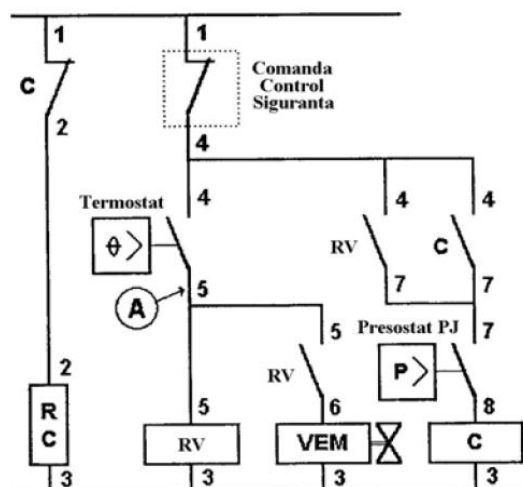 1
1
C
Comanda
Control
Siguranta
2
4
Termostat
4
4
4
θ
RV
C
5
7
7
A
5
Presostat PJ
7
RV
P
2
5
6
8
R
C
RV
VEM
C
3
3
3
3